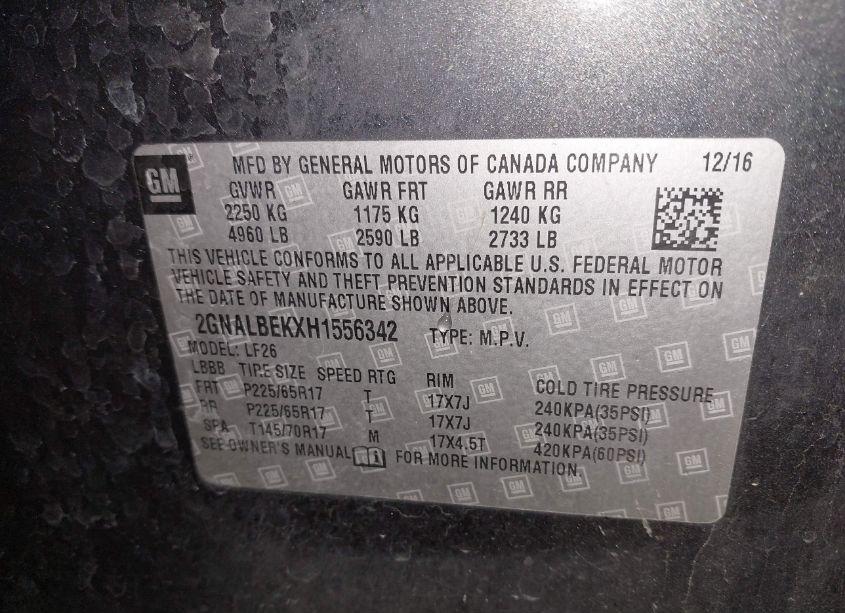 GM
MFD BY GENERAL MOTORS OF CANADA COMPANY 12/16
GVWR GAWR FRT GAWR RR
2250 KG 1175 KG 1240 KG
4960 LB 2590 LB 2733 LB
THIS VEHICLE CONFORMS TO ALL APPLICABLE U.S. FEDERAL MOTOR
VEHICLE SAFETY AND THEFT PREVENTION STANDARDS IN EFFECT ON
THE DATE OF MANUFACTURE SHOWN ABOVE.
2GNALBEKXH1556342 TYPE: M.P.V.
MODEL: LF26
LBBB TIRE SIZE SPEED RTG RIM COLD TIRE PRESSURE
FRT P225/65R17 T 17X7J 240KPA(35PSI)
RR P225/65R17 T 17X7J 240KPA(35PSI)
SPA T145/70R17 M 17X4.5T 420KPA(60PSI)
SEE OWNER'S MANUAL FOR MORE INFORMATION.